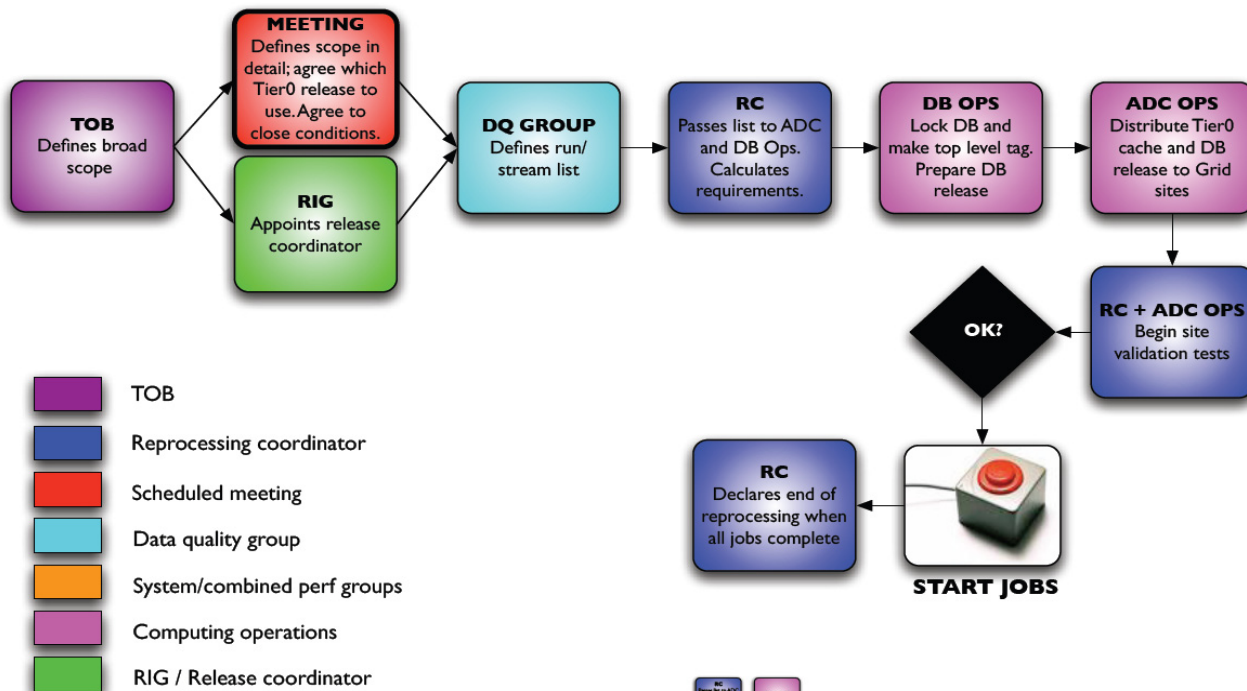 MEETING
Defines scope in
detail; agree which
Tier0 release to
use. Agree to
close conditions.
TOB
Defines broad
scope
RIG
Appoints release
coordinator
DQ GROUP
Defines run/
stream list
RC
Passes list to ADC
and DB Ops.
Calculates
requirements.
DB OPS
Lock DB and
make top level tag.
Prepare DB
release
ADC OPS
Distribute Tier0
cache and DB
release to Grid
sites
RC + ADC OPS
Begin site
validation tests
OK?
START JOBS
RC
Declares end of
reprocessing when
all jobs complete
TOB
Reprocessing coordinator
Scheduled meeting
Data quality group
System/combined perf groups
Computing operations
RIG / Release coordinator
RC